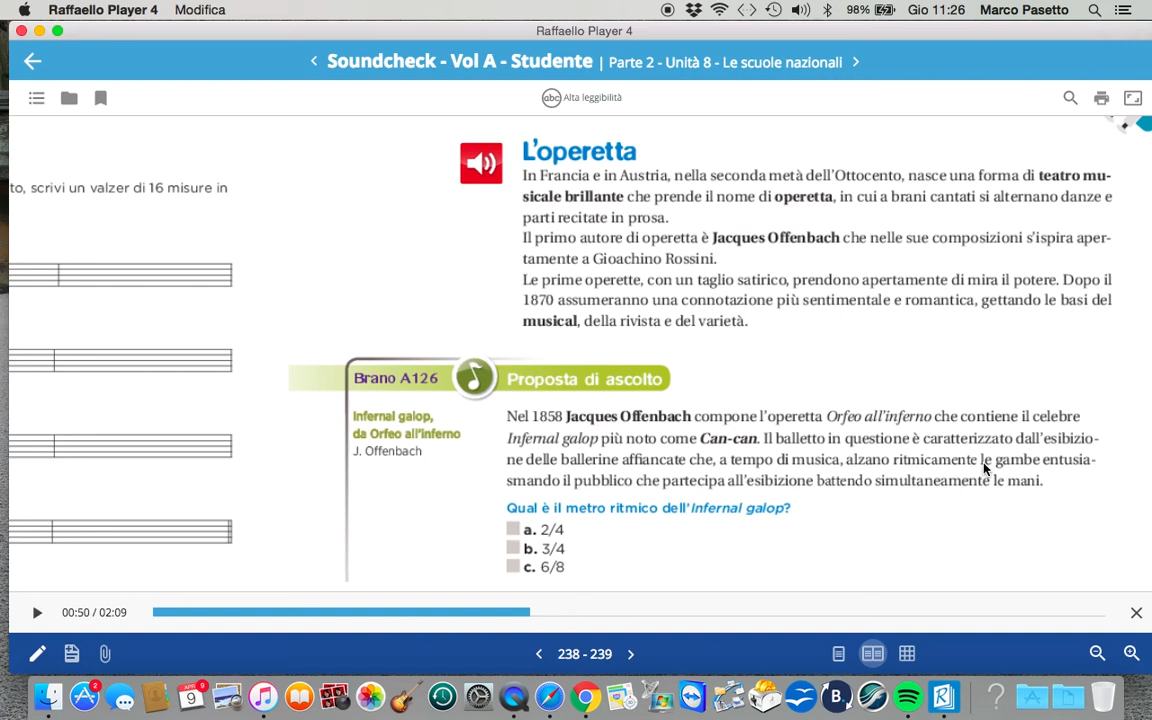 Raffaello Player 4 Modifica 98% Gio 11:26 Marco Pasetto
Raffaello Player 4
Soundcheck - Vol A - Studente | Parte 2 - Unità 8 - Le scuole nazionali
abc Alta leggibilità
to, scrivi un valzer di 16 misure in
L'operetta
In Francia e in Austria, nella seconda metà dell'Ottocento, nasce una forma di teatro mu-
sicale brillante che prende il nome di operetta, in cui a brani cantati si alternano danze e
parti recitate in prosa.
Il primo autore di operetta è Jacques Offenbach che nelle sue composizioni s'ispira aper-
tamente a Gioachino Rossini.
Le prime operette, con un taglio satirico, prendono apertamente di mira il potere. Dopo il
1870 assumeranno una connotazione più sentimentale e romantica, gettando le basi del
musical, della rivista e del varietà.
Brano A126 Proposta di ascolto
Infernal galop,
da Orfeo all'inferno
J. Offenbach
Nel 1858 Jacques Offenbach compone l'operetta Orfeo all'inferno che contiene il celebre
Infernal galop più noto come Can-can. Il balletto in questione è caratterizzato dall'esibizio-
ne delle ballerine affiancate che, a tempo di musica, alzano ritmicamente le gambe entusia-
smando il pubblico che partecipa all'esibizione battendo simultaneamente le mani.
Qual è il metro ritmico dell'Infernal galop?
a. 2/4
b. 3/4
c. 6/8
00:50 / 02:09
238 - 239
2
APR
9
9
B
?